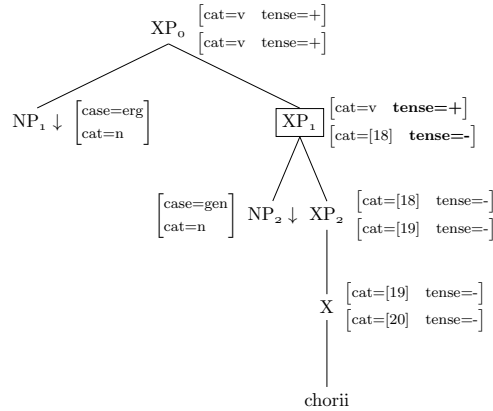 XP₀ [cat=v tense=+]
[cat=v tense=+]
NP₁ ↓ [case=erg
cat=n]
XP₁ [cat=v tense=+]
[cat=[18] tense=-]
[case=gen
cat=n] NP₂ ↓
XP₂ [cat=[18] tense=-]
[cat=[19] tense=-]
X [cat=[19] tense=-]
[cat=[20] tense=-]
chorii